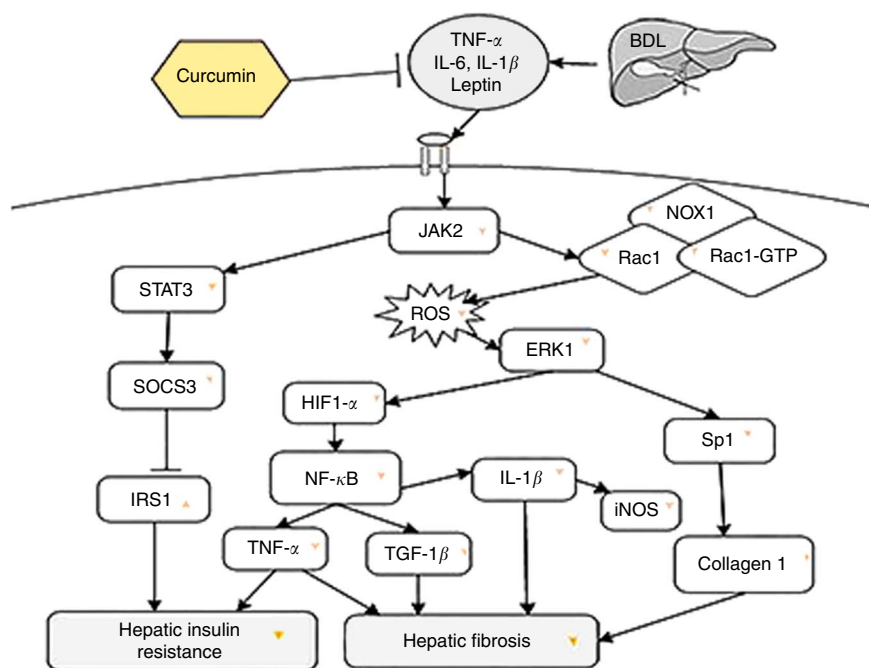 TNF-α
IL-6, IL-1β
Leptin
BDL
Curcumin
JAK2
NOX1
Rac1
Rac1-GTP
STAT3
ROS
ERK1
SOCS3
HIF1-α
Sp1
NF-κB
IL-1β
IRS1
iNOS
TNF-α
TGF-1β
Collagen 1
Hepatic insulin
resistance
Hepatic fibrosis